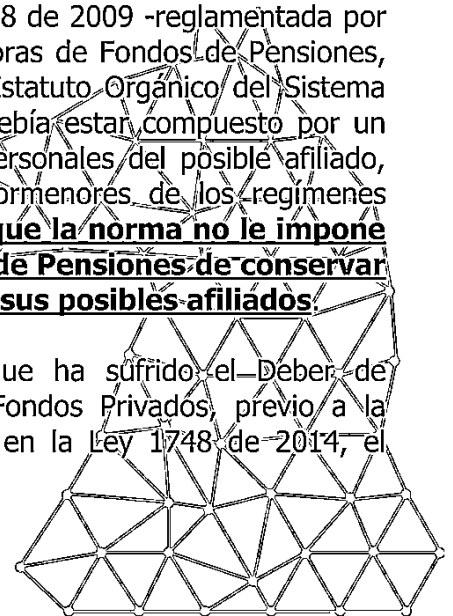 8 de 2009 -reglamentada por
oras de Fondos de Pensiones,
Estatuto Orgánico del Sistema
ebía estar compuesto por un
ersonales del posible afiliado,
ormenores de los regímenes
que la norma no le impone
de Pensiones de conservar
sus posibles afiliados.
ue ha sufrido el Deber de
Fondos Privados, previo a la
en la Ley 1748 de 2014, el